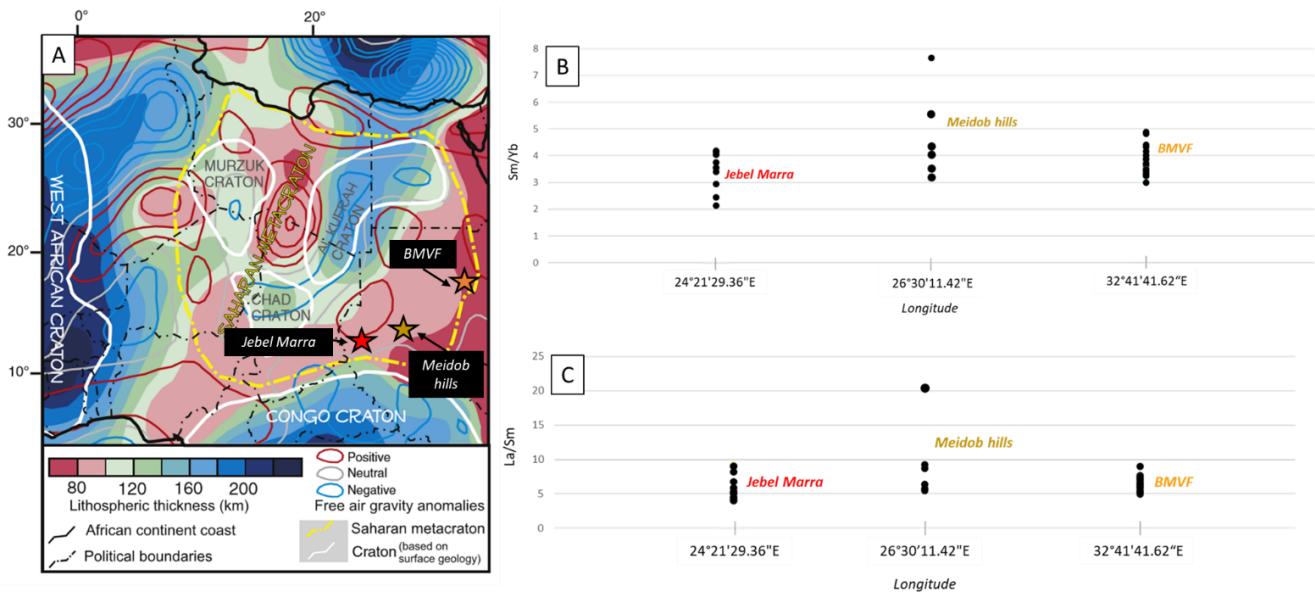 0°
20°
A
30°
20°
10°
MURZUK
CRATON
SAHARAN METACRATON
AL KUFRAH
CRATON
WEST AFRICAN CRATON
CHAD
CRATON
BMVF
Jebel Marra
Meidob
hills
CONGO CRATON
80 120 160 200
Lithospheric thickness (km)
Positive
Neutral
Negative
Free air gravity anomalies
African continent coast
Political boundaries
Saharan metacraton
Craton (based on
surface geology)
B
Sm/Yb
8
7
6
5
4
3
2
1
0
Jebel Marra
Meidob hills
BMVF
24°21'29.36"E
26°30'11.42"E
32°41'41.62"E
Longitude
C
La/Sm
25
20
15
10
5
0
Jebel Marra
Meidob hills
BMVF
24°21'29.36"E
26°30'11.42"E
32°41'41.62"E
Longitude